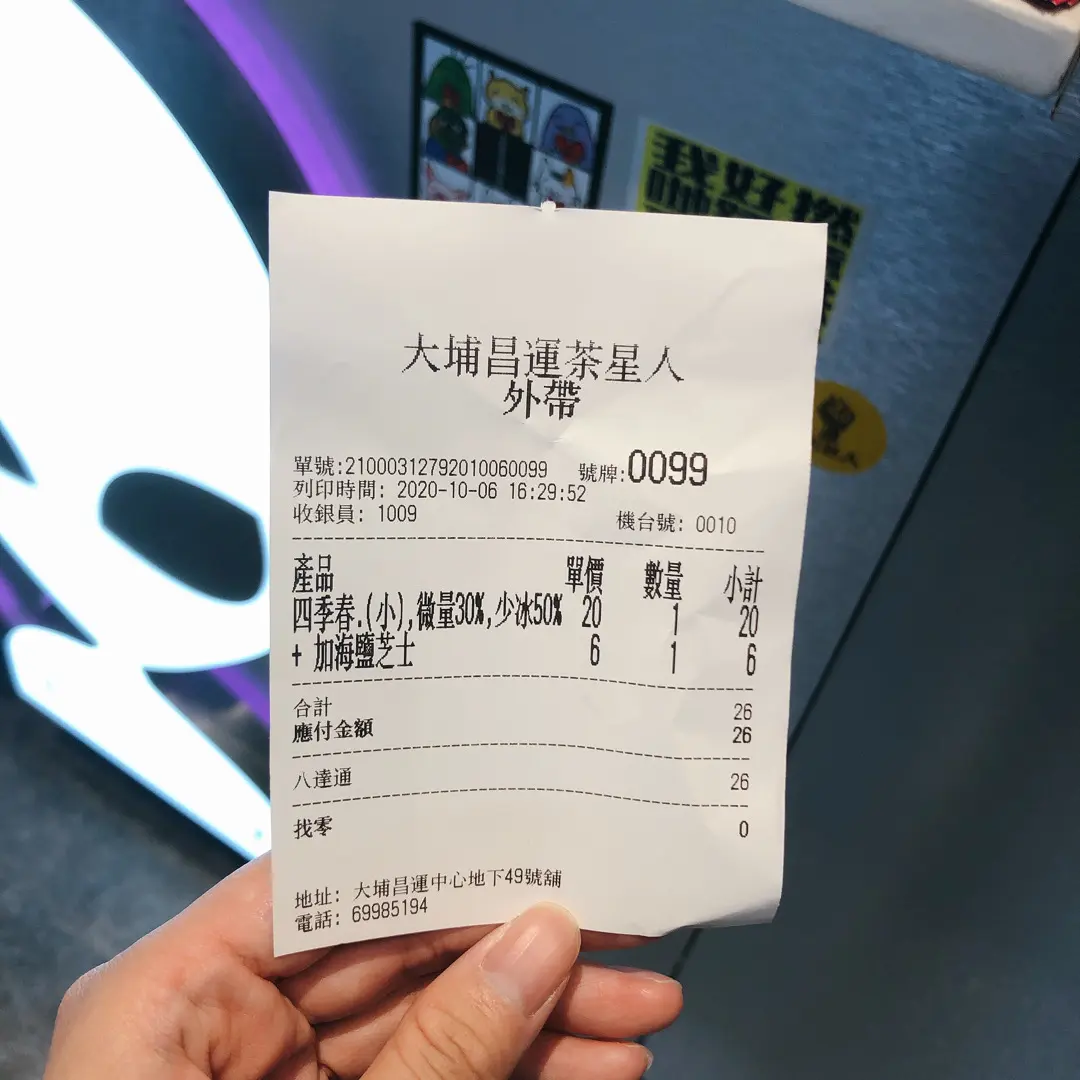 我好撚
大埔昌運茶星人
外帶
單號:21000312792010060099 號牌:0099
列印時間: 2020-10-06 16:29:52
收銀員: 1009 機台號: 0010
產品 單價 數量 小計
四季春.(小),微量30%,少冰50% 20 1 20
+ 加海鹽芝士 6 1 6
合計 26
應付金額 26
八達通 26
找零 0
地址: 大埔昌運中心地下49號舖
電話: 69985194